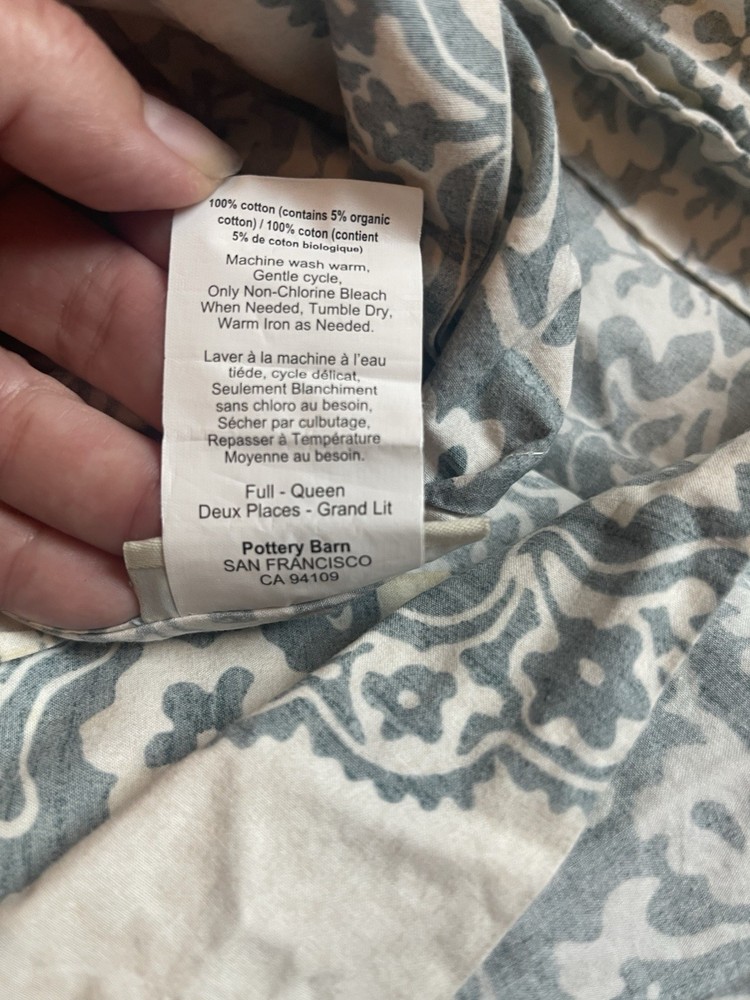 100% cotton (contains 5% organic
cotton) / 100% coton (contient
5% de coton biologique)
Machine wash warm,
Gentle cycle,
Only Non-Chlorine Bleach
When Needed, Tumble Dry,
Warm Iron as Needed.
Laver à la machine à l'eau
tiéde, cycle délicat,
Seulement Blanchiment
sans chloro au besoin,
Sécher par culbutage,
Repasser à Température
Moyenne au besoin.
Full - Queen
Deux Places - Grand Lit
Pottery Barn
SAN FRANCISCO
CA 94109